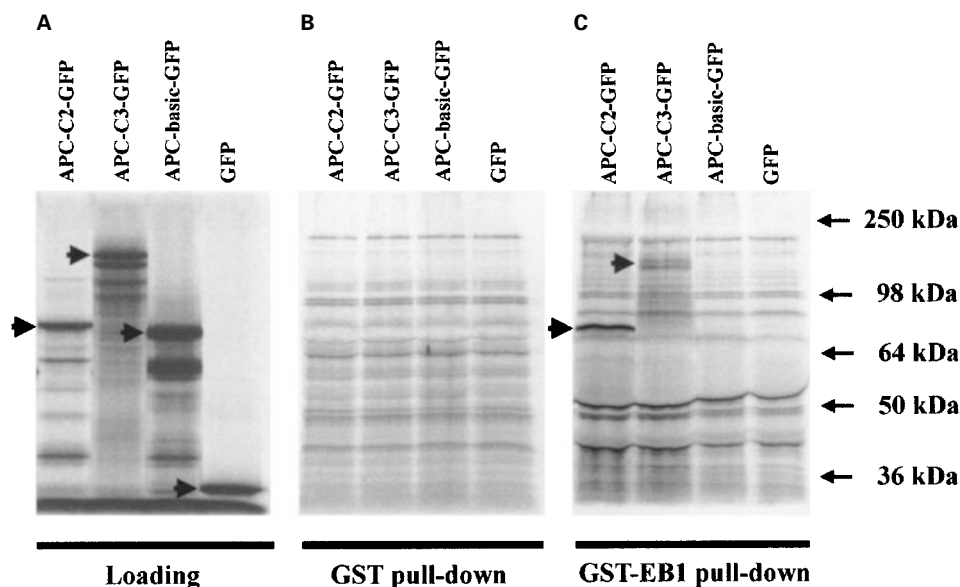 A
B
C
APC-C2-GFP
APC-C3-GFP
APC-basic-GFP
GFP
APC-C2-GFP
APC-C3-GFP
APC-basic-GFP
GFP
APC-C2-GFP
APC-C3-GFP
APC-basic-GFP
GFP
250 kDa
98 kDa
64 kDa
50 kDa
36 kDa
Loading
GST pull-down
GST-EB1 pull-down